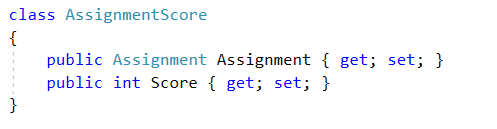 class AssignmentScore
{
    public Assignment Assignment { get; set; }
    public int Score { get; set; }
}